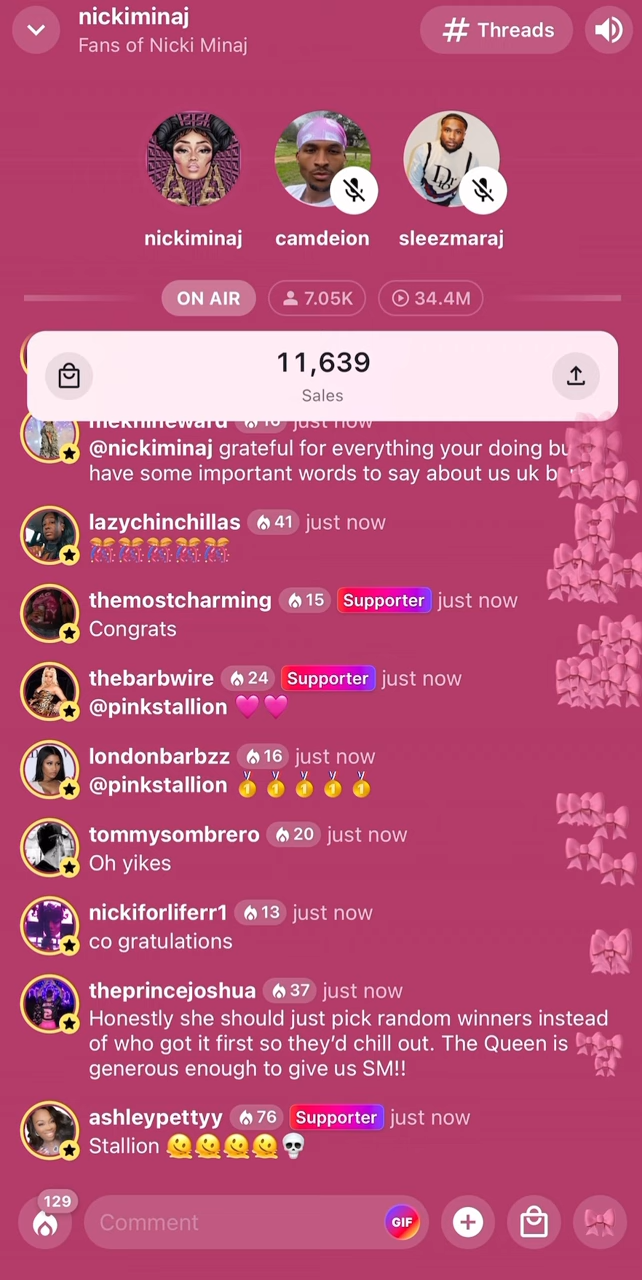 nickiminaj
Fans of Nicki Minaj
# Threads
nickiminaj
camdeion
sleezmaraj
ON AIR
7.05K
34.4M
11,639
Sales
just now
@nickiminaj grateful for everything your doing
have some important words to say about us uk
lazychinchillas 41 just now
themostcharming 15 Supporter just now
Congrats
thebarbwire 24 Supporter just now
@pinkstallion 🩷🩷
londonbarbzz 16 just now
@pinkstallion 🥇🥇🥇🥇🥇
tommysombrero 20 just now
Oh yikes
nickiforliferr1 13 just now
co gratulations
theprincejoshua 37 just now
Honestly she should just pick random winners instead
of who got it first so they'd chill out. The Queen is
generous enough to give us SM!!
ashleypettyy 76 Supporter just now
Stallion 🫠🫠🫠🫠💀
129
Comment
GIF